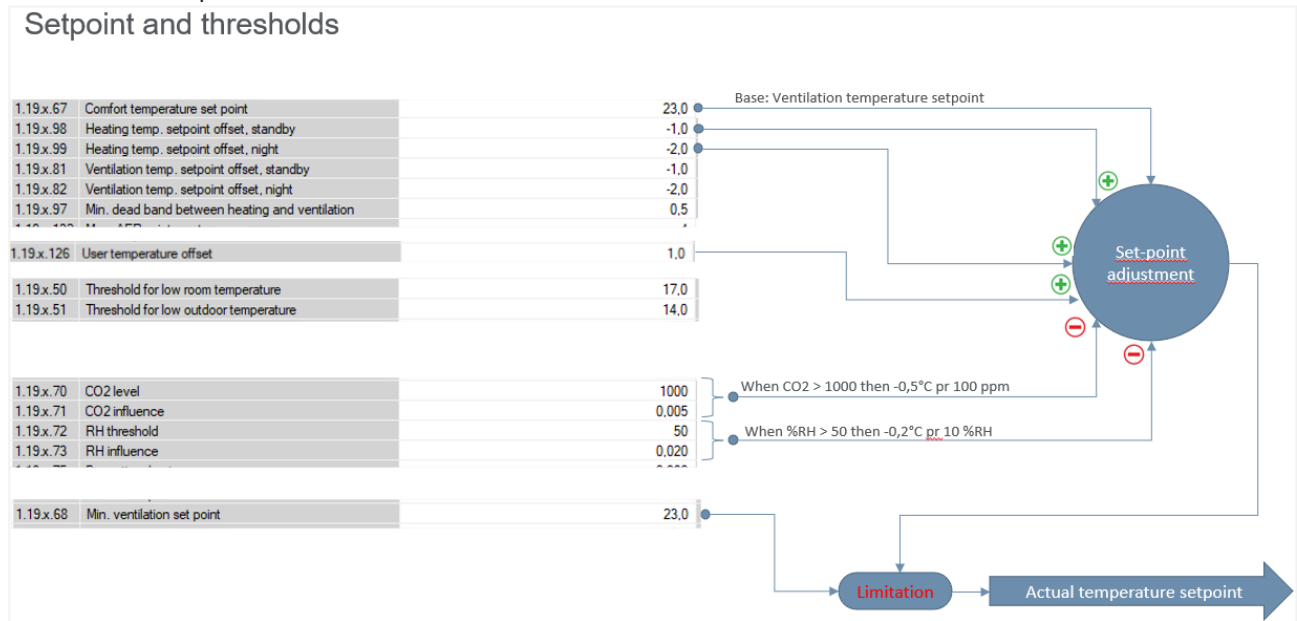 Setpoint and thresholds
Base: Ventilation temperature setpoint
1.19.x.67 Comfort temperature set point 23,0
1.19.x.98 Heating temp. setpoint offset, standby -1,0
1.19.x.99 Heating temp. setpoint offset, night -2,0
1.19.x.81 Ventilation temp. setpoint offset, standby -1,0
1.19.x.82 Ventilation temp. setpoint offset, night -2,0
1.19.x.97 Min. dead band between heating and ventilation 0,5
1.19.x.126 User temperature offset 1,0
Set-point
adjustment
1.19.x.50 Threshold for low room temperature 17,0
1.19.x.51 Threshold for low outdoor temperature 14,0
1.19.x.70 CO2 level 1000
When CO2 > 1000 then -0,5°C pr 100 ppm
1.19.x.71 CO2 influence 0,005
1.19.x.72 RH threshold 50
When %RH > 50 then -0,2°C pr 10 %RH
1.19.x.73 RH influence 0,020
1.19.x.68 Min. ventilation set point 23,0
Limitation
Actual temperature setpoint